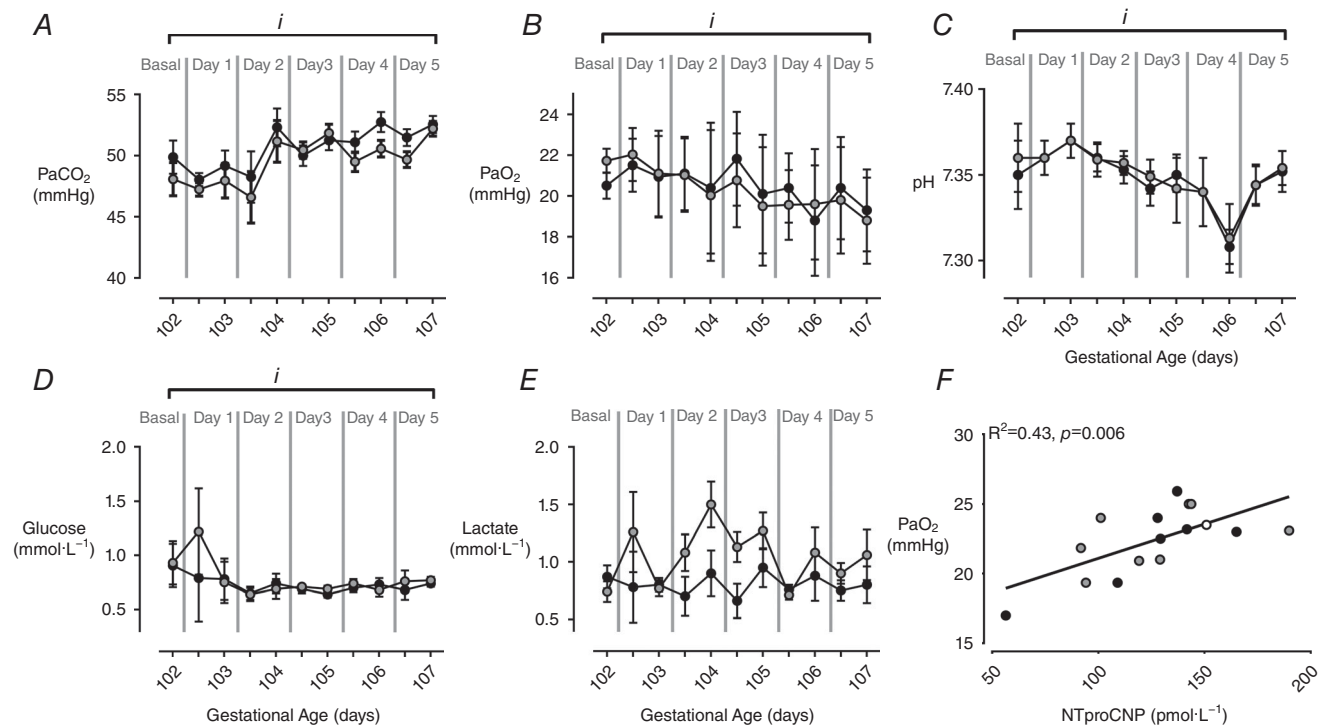 A
i
Basal Day 1 Day 2 Day3 Day 4 Day 5
55
50
45
40
PaCO2
(mmHg)
102 103 104 105 106 107
B
i
Basal Day 1 Day 2 Day3 Day 4 Day 5
24
22
20
18
16
PaO2
(mmHg)
102 103 104 105 106 107
C
i
Basal Day 1 Day 2 Day3 Day 4 Day 5
7.40
7.35
7.30
pH
102 103 104 105 106 107
Gestational Age (days)
D
i
Basal Day 1 Day 2 Day3 Day 4 Day 5
2.0
1.5
1.0
0.5
Glucose
(mmol·L⁻¹)
102 103 104 105 106 107
Gestational Age (days)
E
Basal Day 1 Day 2 Day3 Day 4 Day 5
2.0
1.5
1.0
0.5
Lactate
(mmol·L⁻¹)
102 103 104 105 106 107
Gestational Age (days)
F
R²=0.43, p=0.006
30
25
20
15
PaO2
(mmHg)
50 100 150 200
NTproCNP (pmol·L⁻¹)